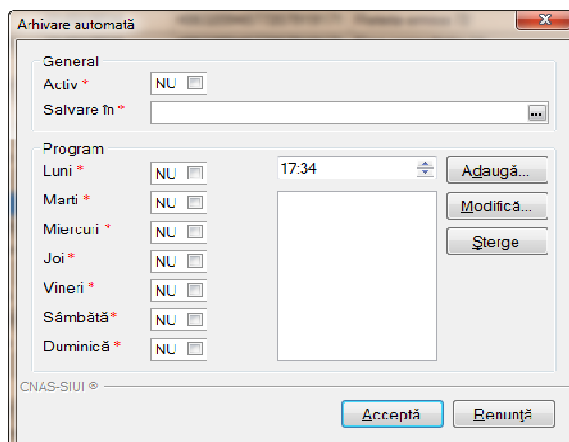 Arhivare automată
General
Activ * NU
Salvare în * ...
Program
Luni * NU 17:34 Adaugă...
Marti * NU Modifică...
Miercuri * NU Șterge
Joi * NU
Vineri * NU
Sâmbătă * NU
Duminică * NU
CNAS-SIUI ®
Acceptă Renunță